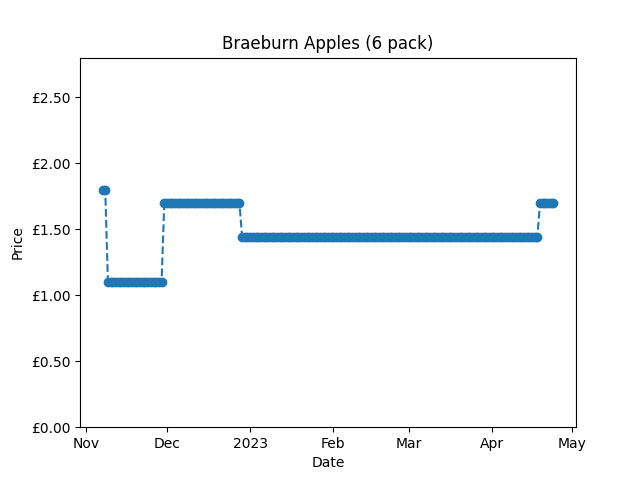 Braeburn Apples (6 pack)
£2.50
£2.00
£1.50
£1.00
£0.50
£0.00
Price
Nov Dec 2023 Feb Mar Apr May
Date